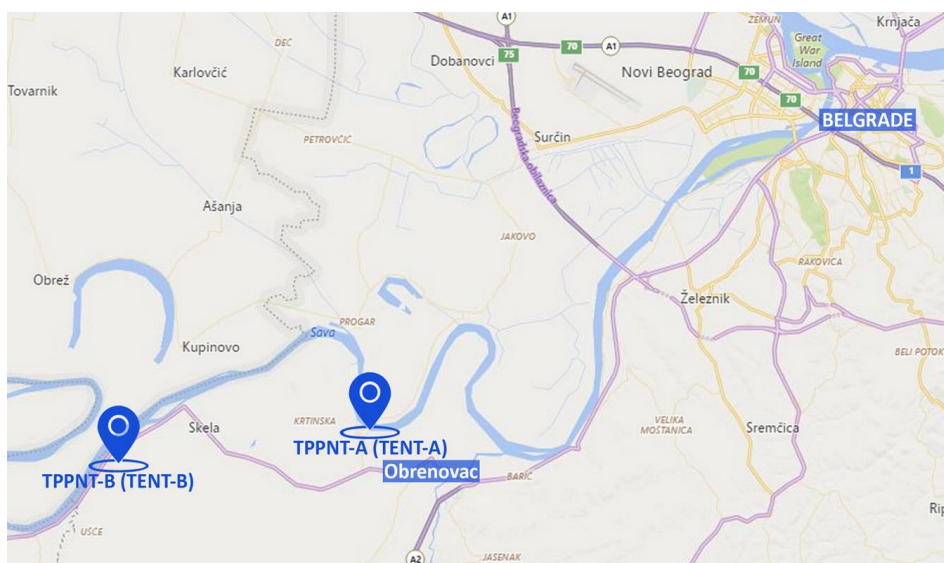 A1
ZEMUN
Krnjača
DEC
Great
War
Island
Dobanovci
75
70
A1
Karlovčić
Novi Beograd
70
Tovarnik
70
BELGRADE
Beogradska obilaznica
Surčin
PETROVČIĆ
1
Ašanja
JAKOVO
RAKOVICA
Obrež
Železnik
PROGAR
Sava
Kupinovo
BELI POTOK
KRTINSKA
VELIKA
MOŠTANICA
Skela
Sremčica
TPPNT-A (TENT-A)
Obrenovac
BARIČ
TPPNT-B (TENT-B)
UŠĆE
A2
JASENAK